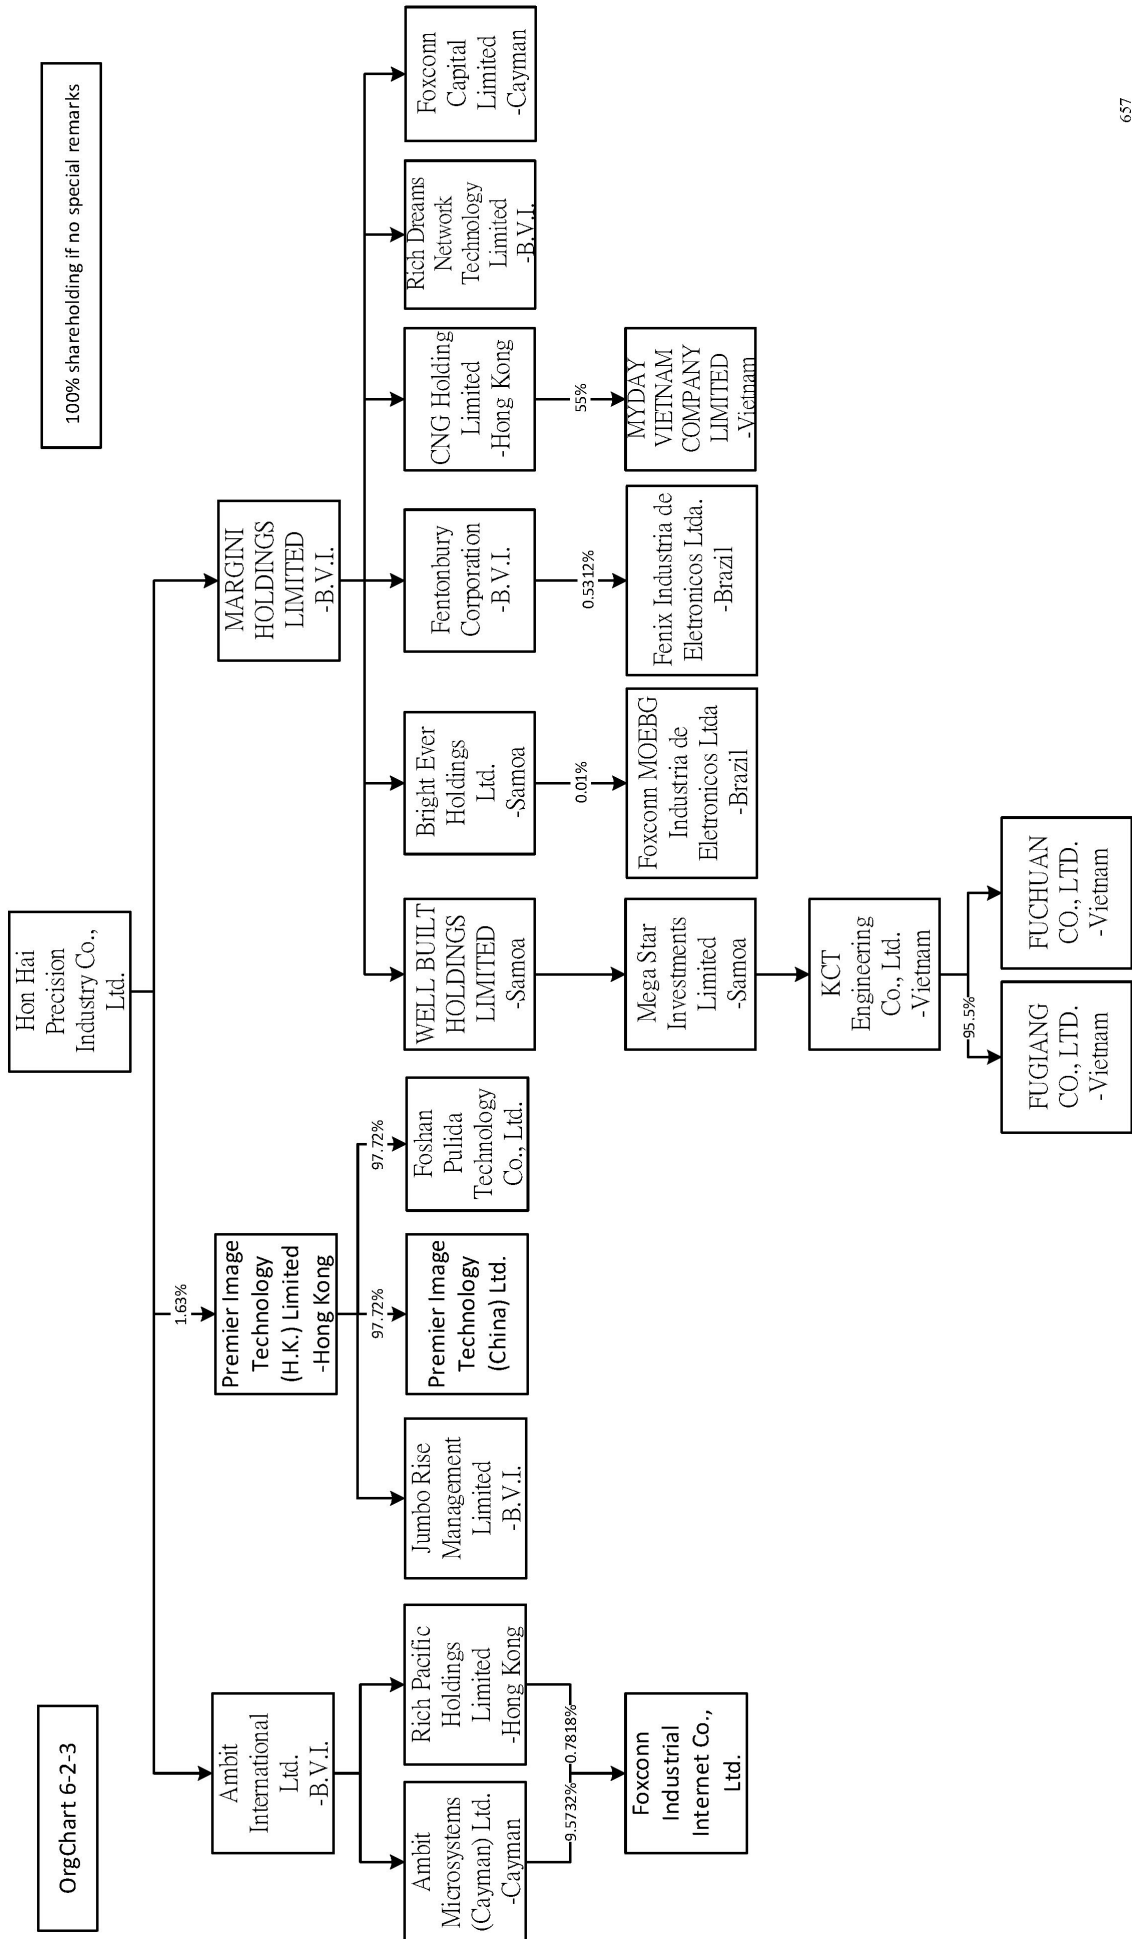 OrgChart 6-2-3
100% shareholding if no special remarks
Hon Hai
Precision
Industry Co.,
Ltd.
Ambit
International
Ltd.
-B.V.I.
1.63%
Premier Image
Technology
(H.K.) Limited
-Hong Kong
MARGINI
HOLDINGS
LIMITED
-B.V.I.
Ambit
Microsystems
(Cayman) Ltd.
-Cayman
Rich Pacific
Holdings
Limited
-Hong Kong
Jumbo Rise
Management
Limited
-B.V.I.
97.72%
Premier Image
Technology
(China) Ltd.
97.72%
Foshan
Pulida
Technology
Co., Ltd.
WELL BUILT
HOLDINGS
LIMITED
-Samoa
Bright Ever
Holdings
Ltd.
-Samoa
Fentonbury
Corporation
-B.V.I.
CNG Holding
Limited
-Hong Kong
Rich Dreams
Network
Technology
Limited
-B.V.I.
Foxconn
Capital
Limited
-Cayman
9.5732%
0.7818%
Foxconn
Industrial
Internet Co.,
Ltd.
Mega Star
Investments
Limited
-Samoa
0.01%
Foxconn MOEBG
Industria de
Eletronicos Ltda
-Brazil
0.5312%
Fenix Industria de
Eletronicos Ltda.
-Brazil
55%
MYDAY
VIETNAM
COMPANY
LIMITED
-Vietnam
KCT
Engineering
Co., Ltd.
-Vietnam
95.5%
FUGIANG
CO., LTD.
-Vietnam
FUCHUAN
CO., LTD.
-Vietnam
657